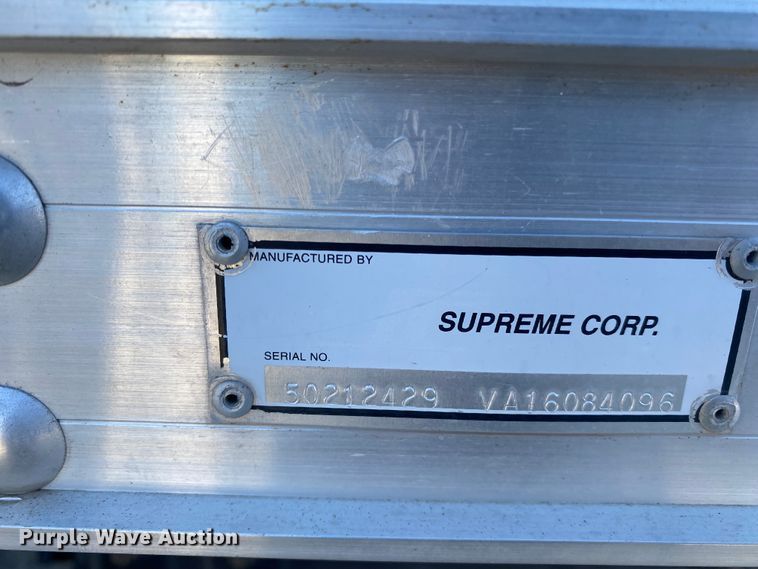 MANUFACTURED BY
SUPREME CORP.
SERIAL NO.
50212429 VA16084096
Purple Wave Auction